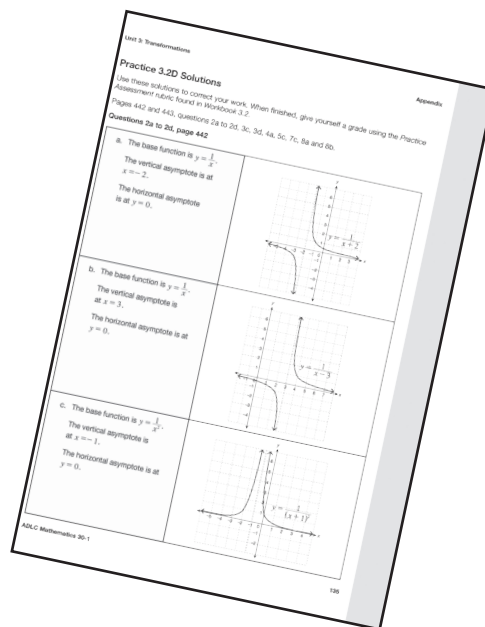 Unit 3: Transformations
Appendix
Practice 3.2D Solutions
Use these solutions to correct your work. When finished, give yourself a grade using the Practice
Assessment rubric found in Workbook 3.2.
Pages 442 and 443, questions 2a to 2d, 3c, 3d, 4a, 5c, 7c, 8a and 8b.
Questions 2a to 2d, page 442
a. The base function is y = 1/x.
The vertical asymptote is at
x = −2.
The horizontal asymptote
is at y = 0.
y = 1/(x + 2)
b. The base function is y = 1/x.
The vertical asymptote is
at x = 3.
The horizontal asymptote is at
y = 0.
y = 1/(x − 3)
c. The base function is y = 1/x².
The vertical asymptote is
at x = −1.
The horizontal asymptote is at
y = 0.
y = 1/(x + 1)²
ADLC Mathematics 30-1
135